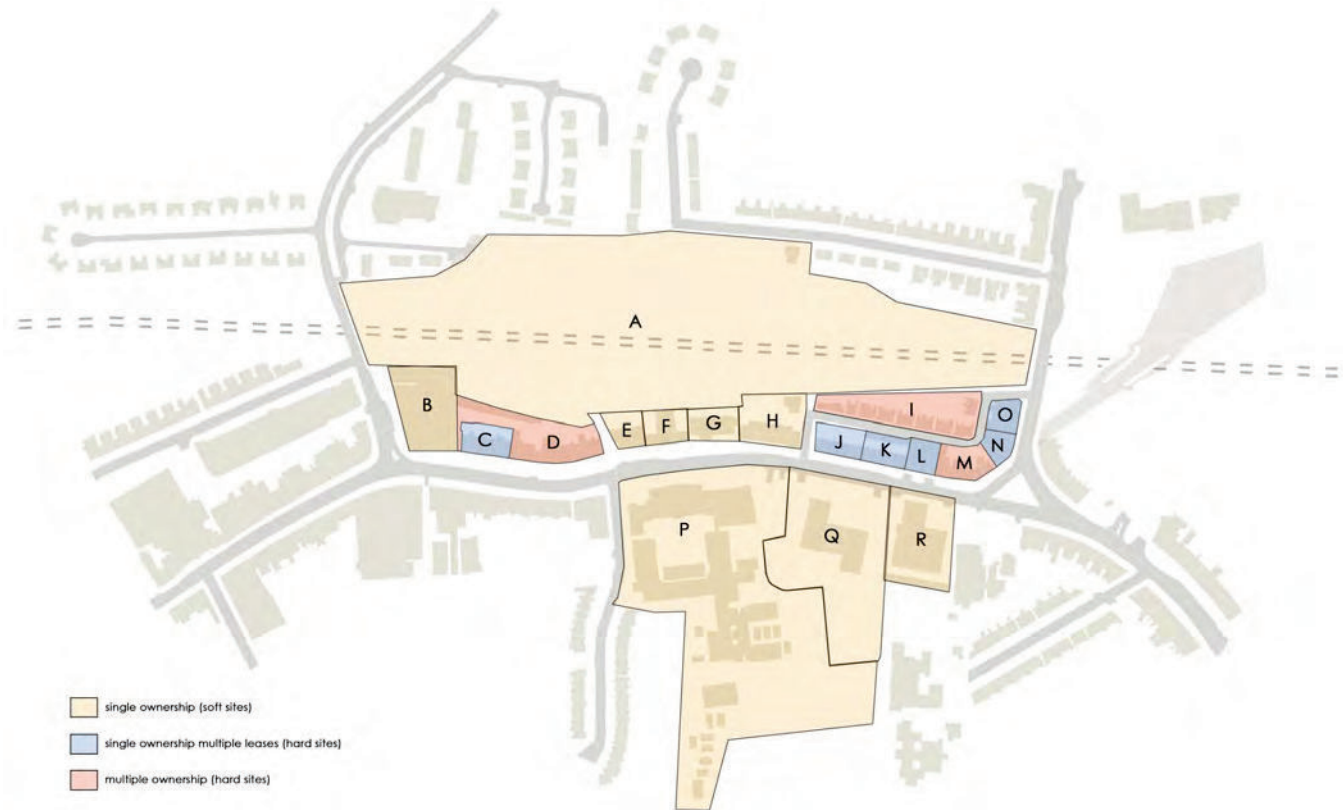 A
B
C
D
E
F
G
H
I
J
K
L
M
N
O
P
Q
R
single ownership (soft sites)
single ownership multiple leases (hard sites)
multiple ownership (hard sites)